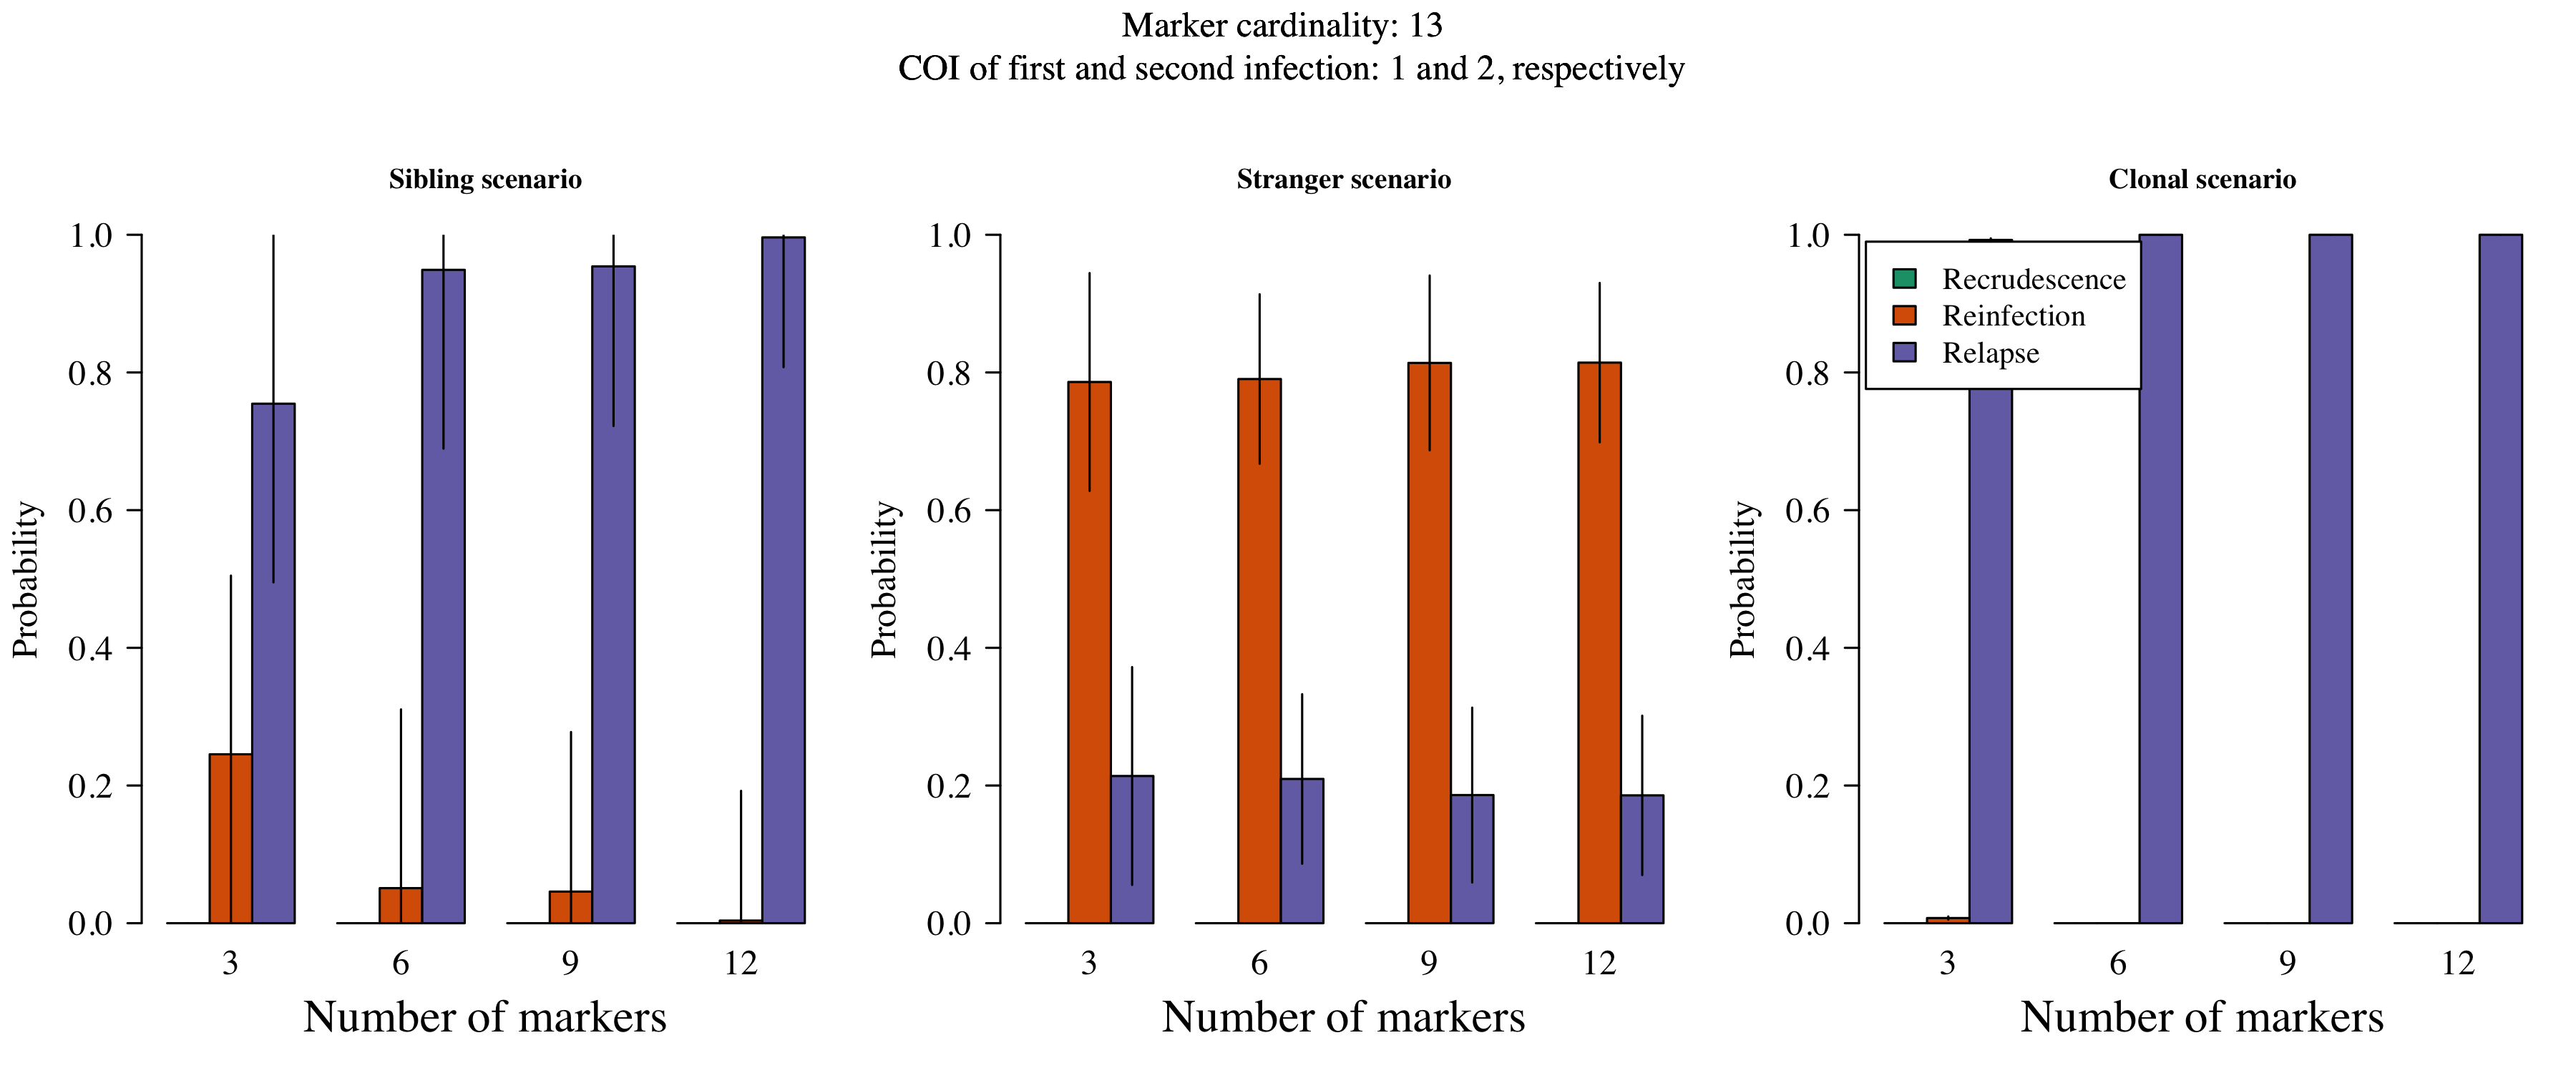 Marker cardinality: 13
COI of first and second infection: 1 and 2, respectively
Sibling scenario
Probability
1.0
0.8
0.6
0.4
0.2
0.0
3 6 9 12
Number of markers
Stranger scenario
Probability
1.0
0.8
0.6
0.4
0.2
0.0
3 6 9 12
Number of markers
Clonal scenario
Probability
1.0
0.8
0.6
0.4
0.2
0.0
Recrudescence
Reinfection
Relapse
3 6 9 12
Number of markers